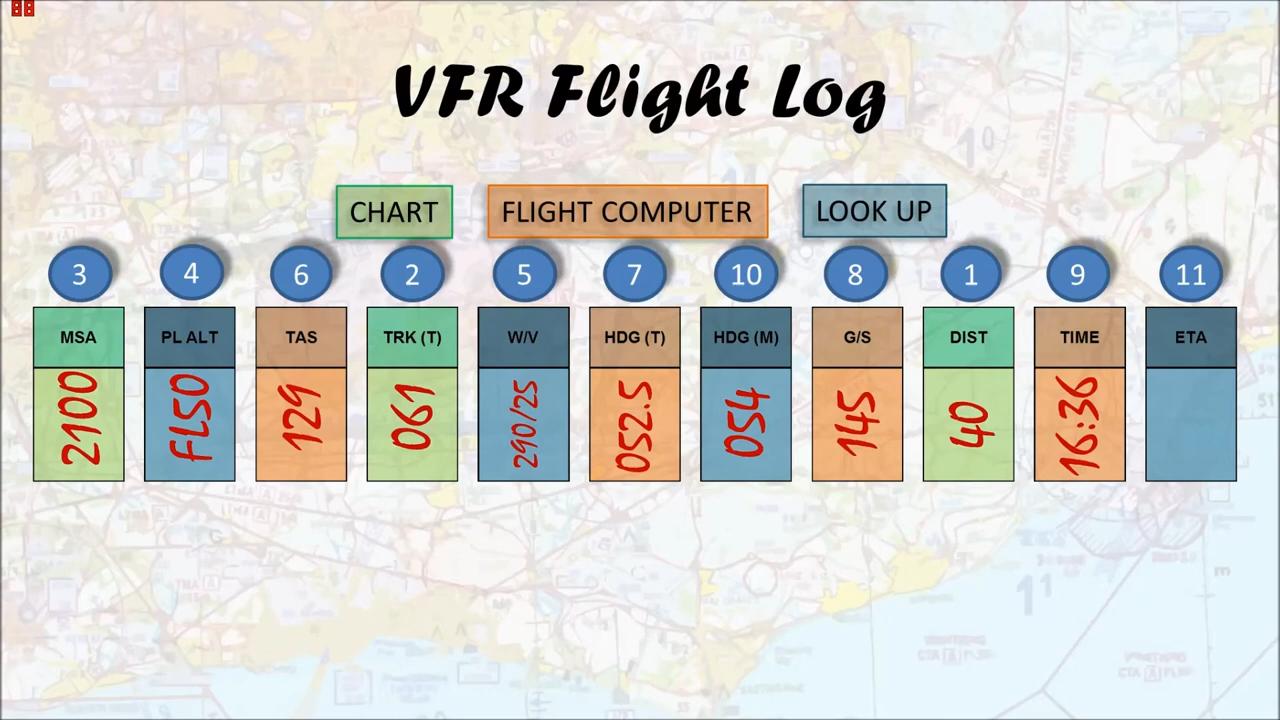 VFR Flight Log
CHART FLIGHT COMPUTER LOOK UP
3 4 6 2 5 7 10 8 1 9 11
MSA PL ALT TAS TRK (T) W/V HDG (T) HDG (M) G/S DIST TIME ETA
2100 FL50 129 061 290/25 052.5 054 145 40 16:36
1°
1¹